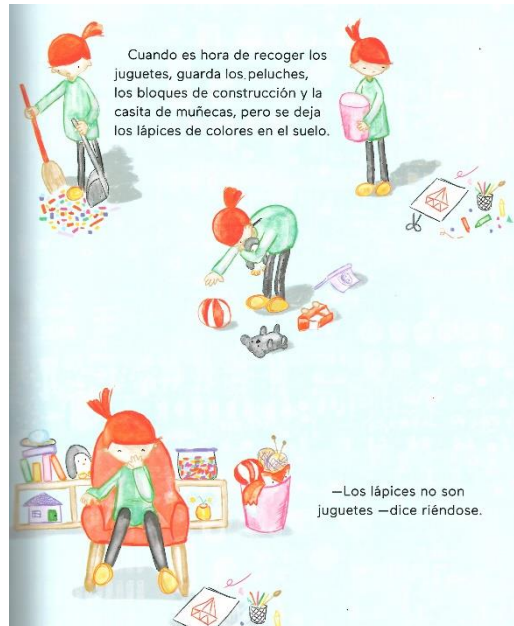 Cuando es hora de recoger los
juguetes, guarda los peluches,
los bloques de construcción y la
casita de muñecas, pero se deja
los lápices de colores en el suelo.
—Los lápices no son
juguetes —dice riéndose.